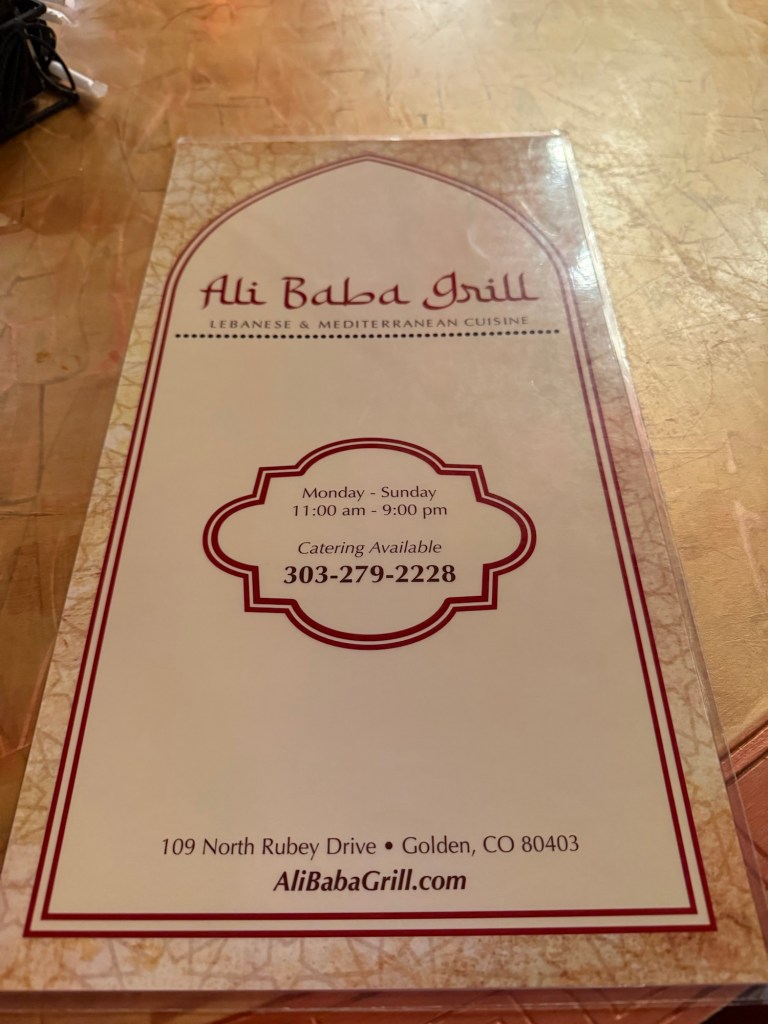 Ali Baba Grill
LEBANESE & MEDITERRANEAN CUISINE
Monday - Sunday
11:00 am - 9:00 pm
Catering Available
303-279-2228
109 North Rubey Drive • Golden, CO 80403
AliBabaGrill.com